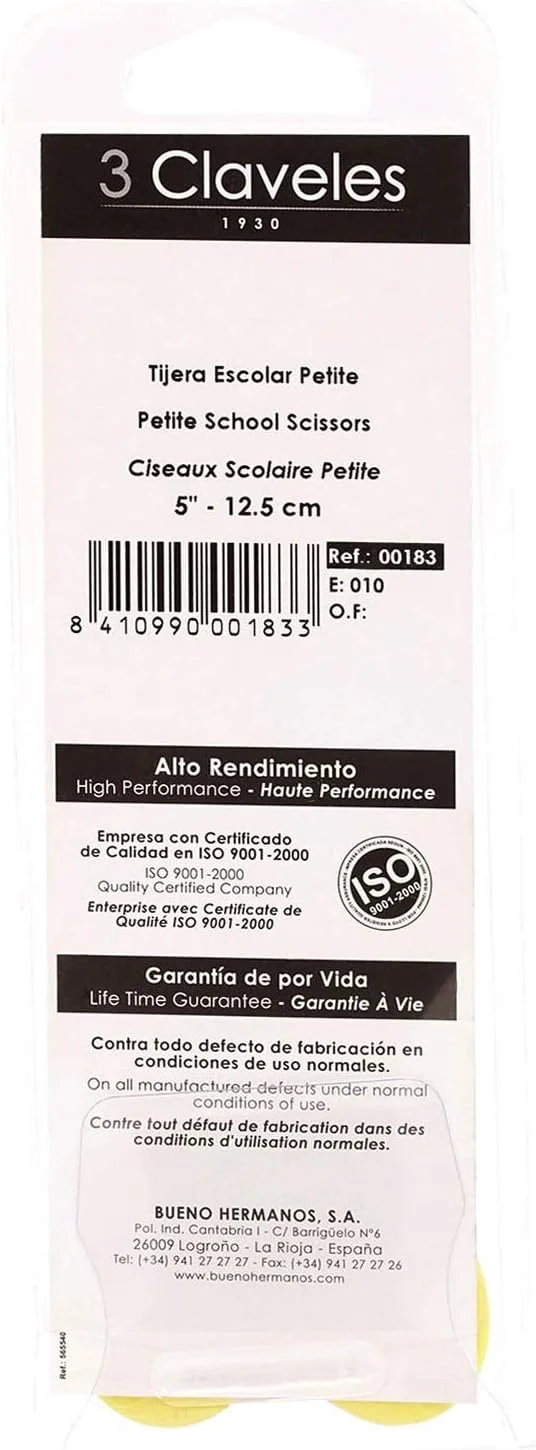 3 Claveles
1930
Tijera Escolar Petite
Petite School Scissors
Ciseaux Scolaire Petite
5" - 12.5 cm
Ref.: 00183
E: 010
O.F:
8 410990 001833
Alto Rendimiento
High Performance - Haute Performance
Empresa con Certificado
de Calidad en ISO 9001-2000
ISO 9001-2000
Quality Certified Company
Enterprise avec Certificate de
Qualité ISO 9001-2000
ISO
9001-2000
Garantía de por Vida
Life Time Guarantee - Garantie À Vie
Contra todo defecto de fabricación en
condiciones de uso normales.
On all manufactured defects under normal
conditions of use.
Contre tout défaut de fabrication dans des
conditions d'utilisation normales.
BUENO HERMANOS, S.A.
Pol. Ind. Cantabria I - C/ Barrigüelo Nº6
26009 Logroño - La Rioja - España
Tel: (+34) 941 27 27 27 - Fax: (+34) 941 27 27 26
www.buenohermanos.com
Ref.: 565540